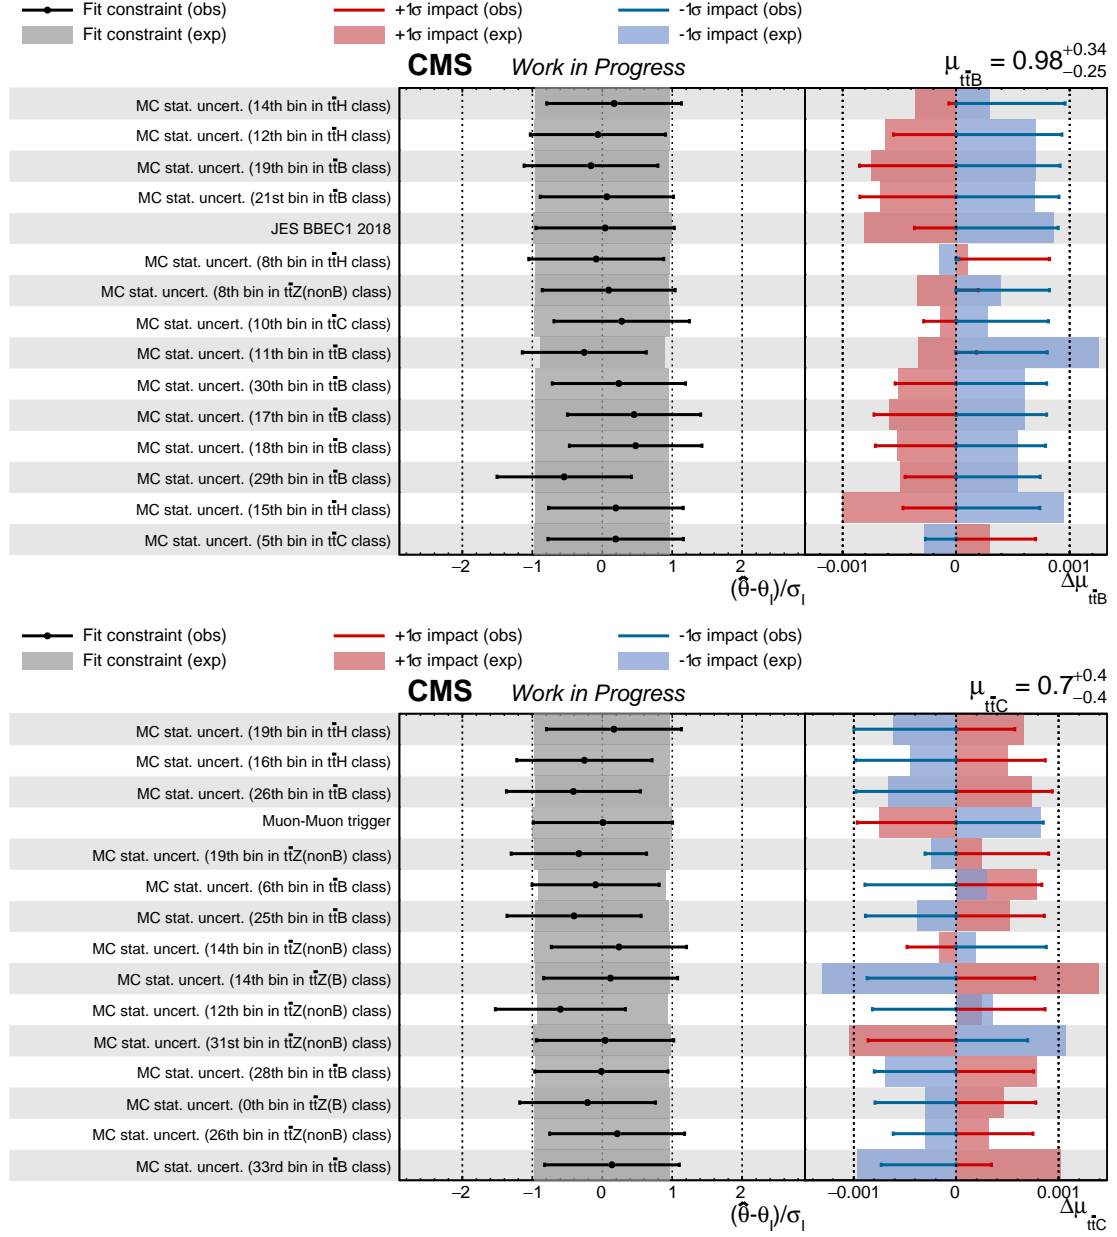 Fit constraint (obs) +1σ impact (obs) -1σ impact (obs)
Fit constraint (exp) +1σ impact (exp) -1σ impact (exp)
CMS Work in Progress μ_tt̄B = 0.98 +0.34 −0.25
MC stat. uncert. (14th bin in tt̄H class)
MC stat. uncert. (12th bin in tt̄H class)
MC stat. uncert. (19th bin in tt̄B class)
MC stat. uncert. (21st bin in tt̄B class)
JES BBEC1 2018
MC stat. uncert. (8th bin in tt̄H class)
MC stat. uncert. (8th bin in tt̄Z(nonB) class)
MC stat. uncert. (10th bin in tt̄C class)
MC stat. uncert. (11th bin in tt̄B class)
MC stat. uncert. (30th bin in tt̄B class)
MC stat. uncert. (17th bin in tt̄B class)
MC stat. uncert. (18th bin in tt̄B class)
MC stat. uncert. (29th bin in tt̄B class)
MC stat. uncert. (15th bin in tt̄H class)
MC stat. uncert. (5th bin in tt̄C class)
−2 −1 0 1 2 −0.001 0 0.001
(θ̂-θ_I)/σ_I Δμ_tt̄B
Fit constraint (obs) +1σ impact (obs) -1σ impact (obs)
Fit constraint (exp) +1σ impact (exp) -1σ impact (exp)
CMS Work in Progress μ_tt̄C = 0.7 +0.4 −0.4
MC stat. uncert. (19th bin in tt̄H class)
MC stat. uncert. (16th bin in tt̄H class)
MC stat. uncert. (26th bin in tt̄B class)
Muon-Muon trigger
MC stat. uncert. (19th bin in tt̄Z(nonB) class)
MC stat. uncert. (6th bin in tt̄B class)
MC stat. uncert. (25th bin in tt̄B class)
MC stat. uncert. (14th bin in tt̄Z(nonB) class)
MC stat. uncert. (14th bin in tt̄Z(B) class)
MC stat. uncert. (12th bin in tt̄Z(nonB) class)
MC stat. uncert. (31st bin in tt̄Z(nonB) class)
MC stat. uncert. (28th bin in tt̄B class)
MC stat. uncert. (0th bin in tt̄Z(B) class)
MC stat. uncert. (26th bin in tt̄Z(nonB) class)
MC stat. uncert. (33rd bin in tt̄B class)
−2 −1 0 1 2 −0.001 0 0.001
(θ̂-θ_I)/σ_I Δμ_tt̄C